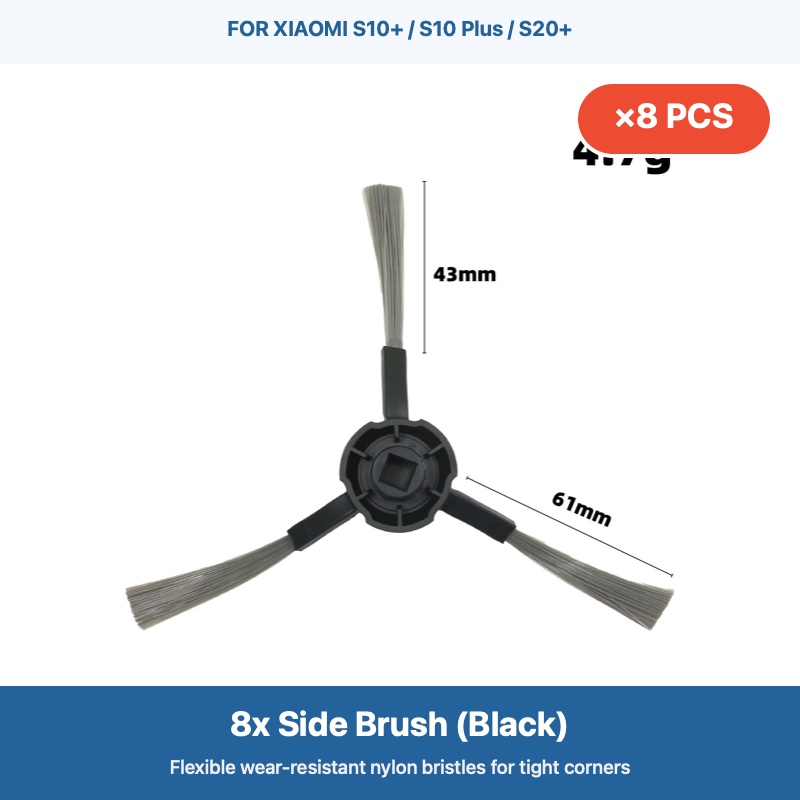 FOR XIAOMI S10+ / S10 Plus / S20+
×8 PCS
43mm
61mm
8x Side Brush (Black)
Flexible wear-resistant nylon bristles for tight corners